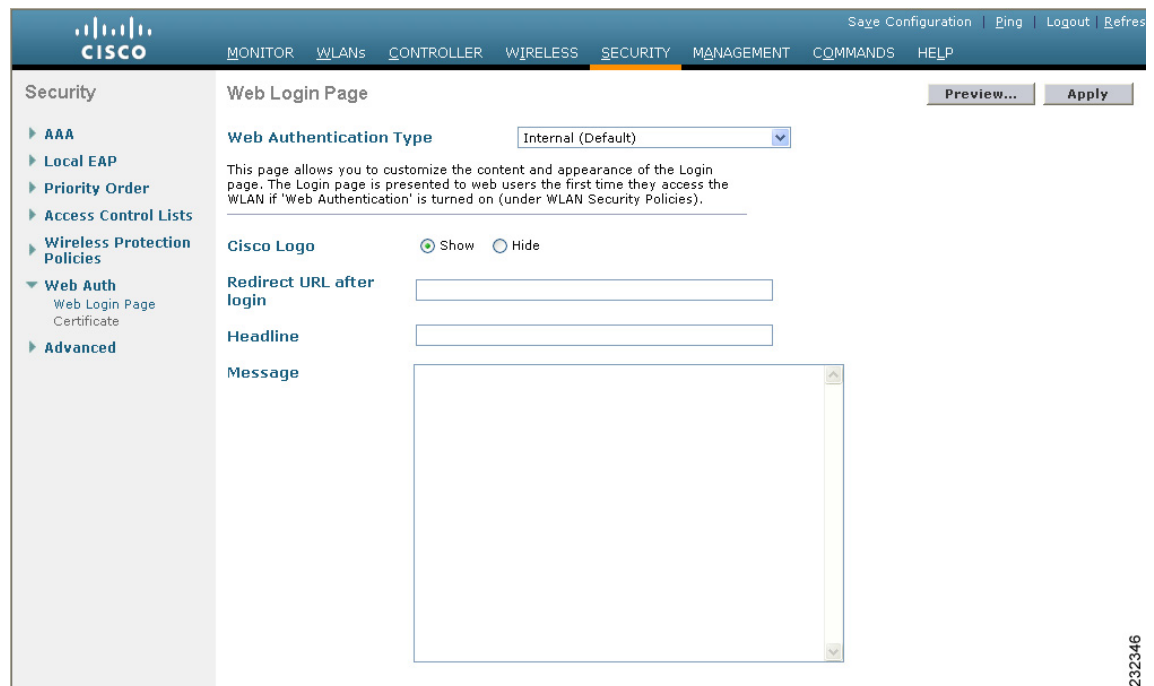 Save Configuration | Ping | Logout | Refres
CISCO
MONITOR WLANs CONTROLLER WIRELESS SECURITY MANAGEMENT COMMANDS HELP
Security
AAA
Local EAP
Priority Order
Access Control Lists
Wireless Protection
Policies
Web Auth
Web Login Page
Certificate
Advanced
Web Login Page
Preview...
Apply
Web Authentication Type
Internal (Default)
This page allows you to customize the content and appearance of the Login
page. The Login page is presented to web users the first time they access the
WLAN if 'Web Authentication' is turned on (under WLAN Security Policies).
Cisco Logo
Show
Hide
Redirect URL after
login
Headline
Message
232346